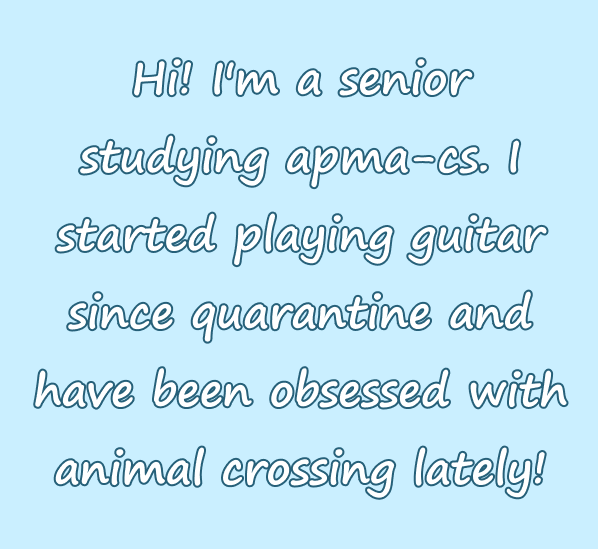 Hi! I'm a senior
studying apma-cs. I
started playing guitar
since quarantine and
have been obsessed with
animal crossing lately!